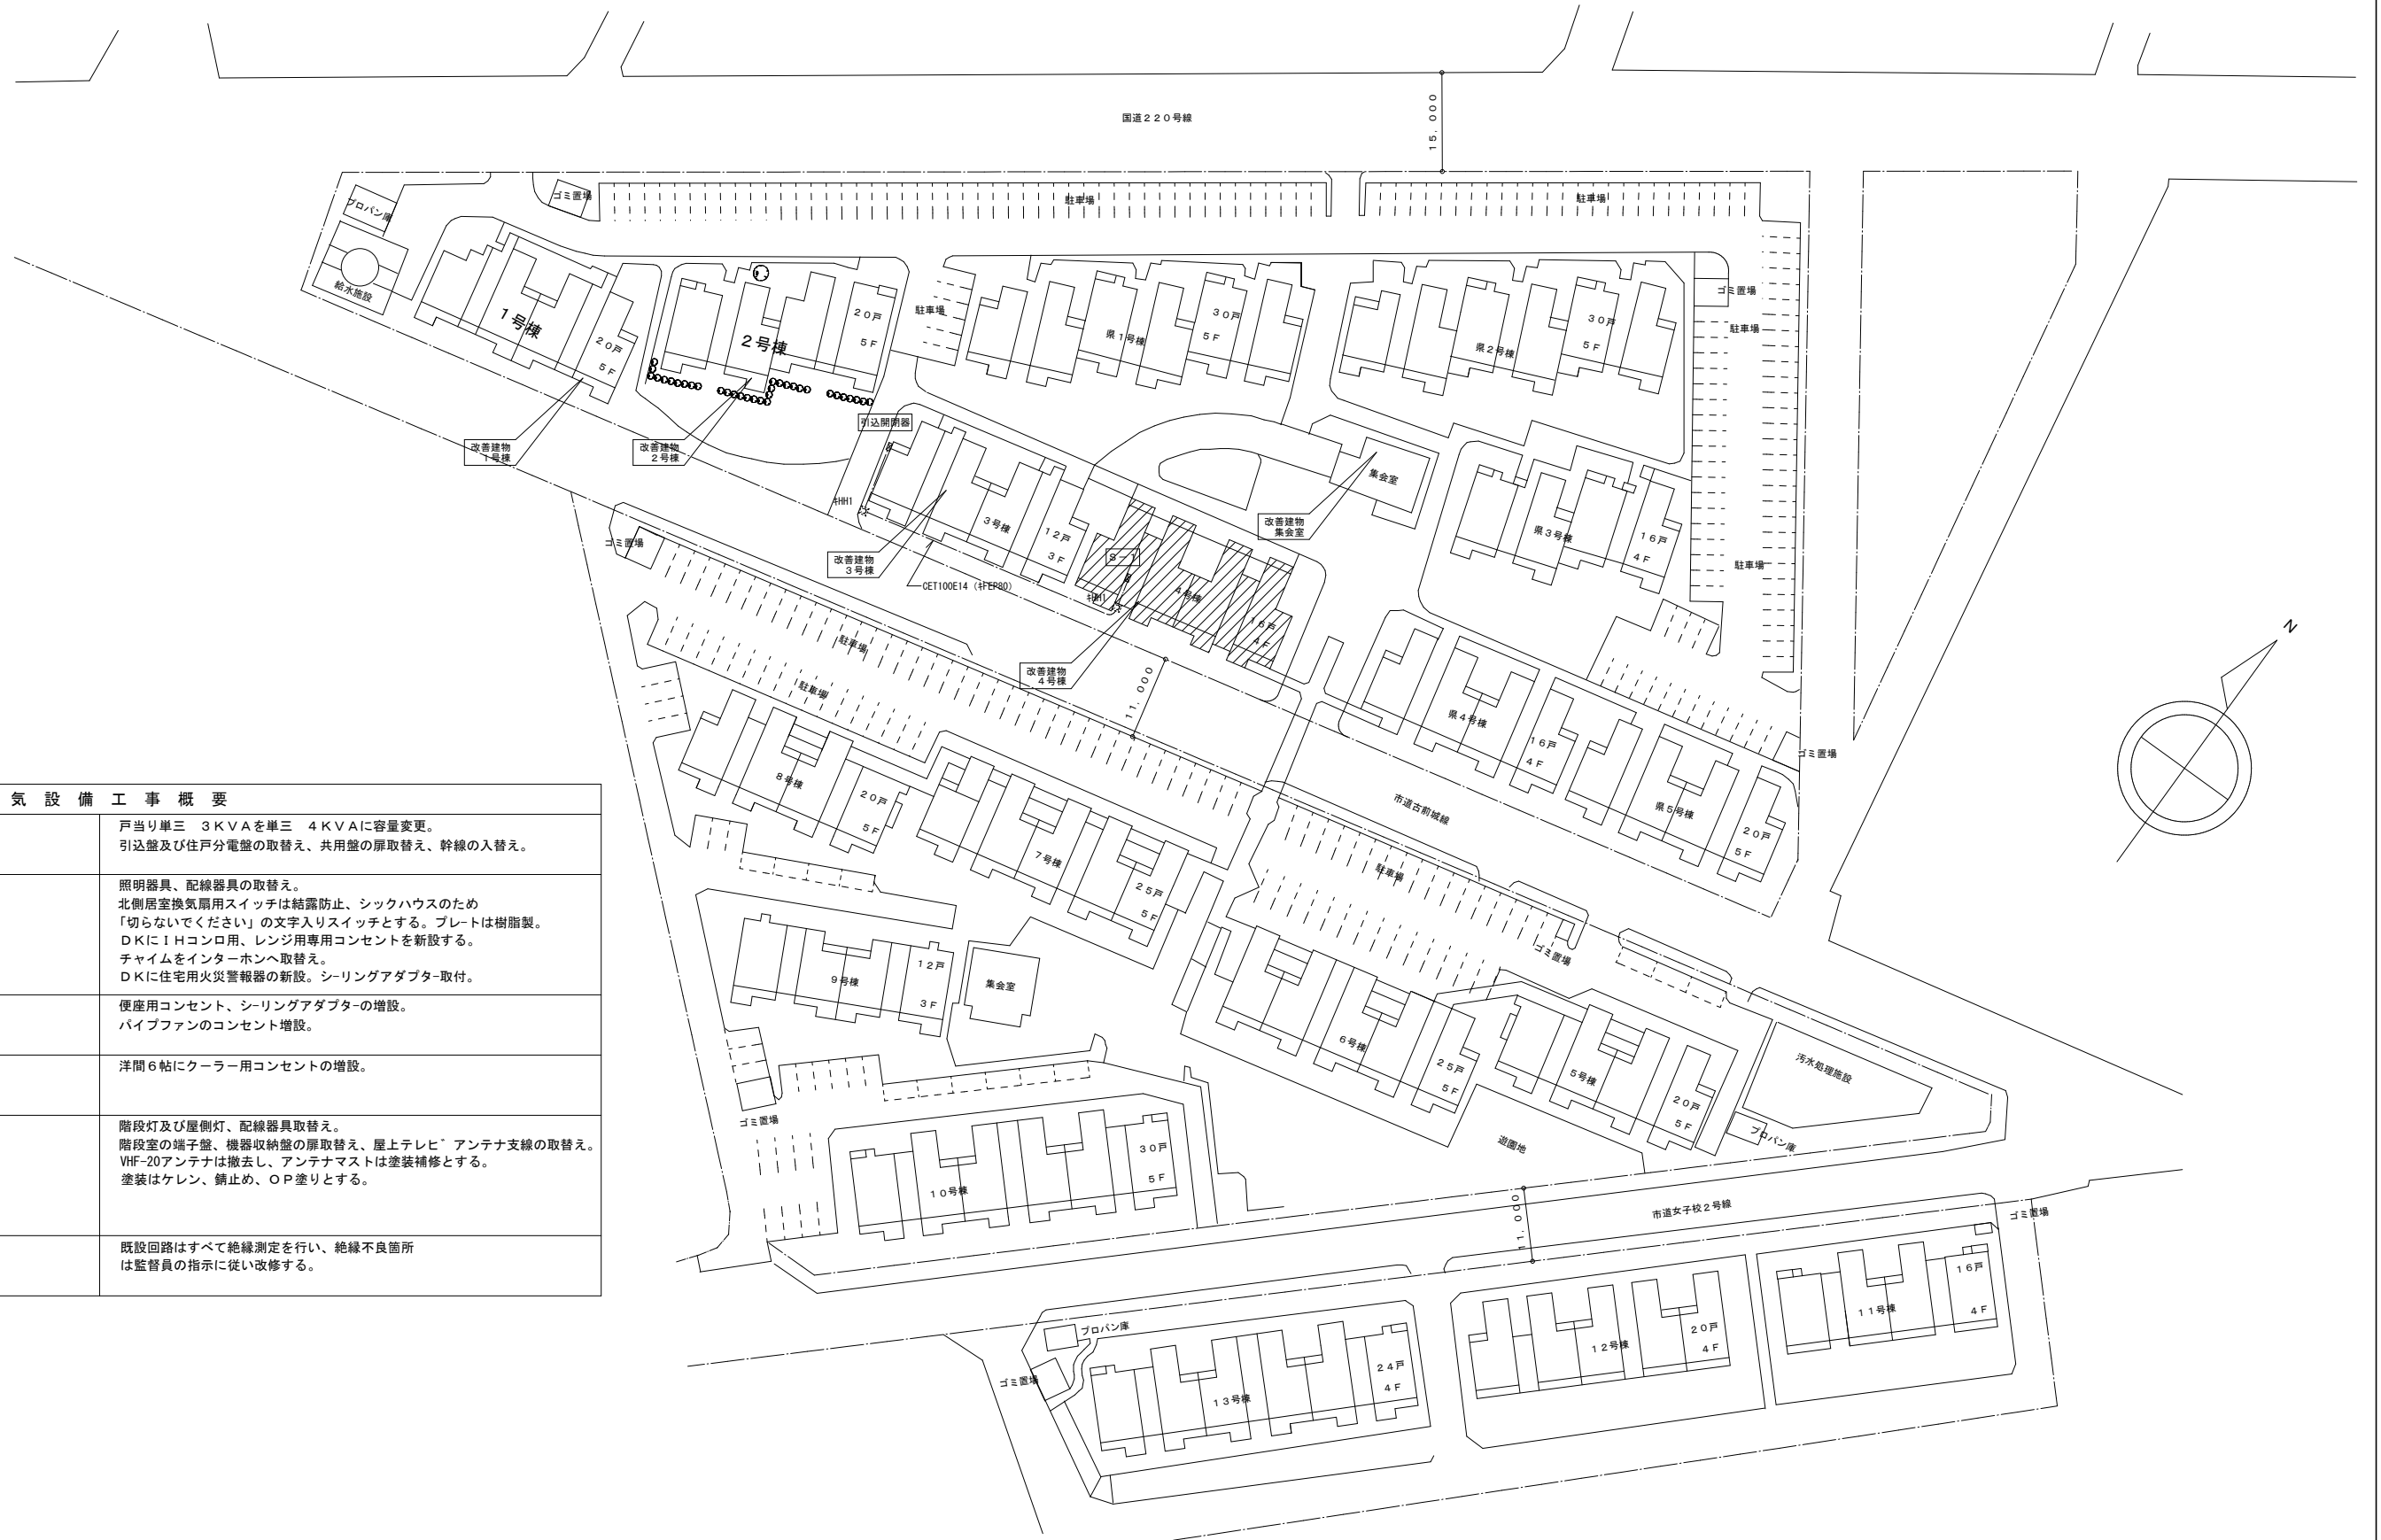 国道２２０号線
１５，０００
プロパン庫
ゴミ置場
駐車場
駐車場
給水施設
１号棟
２０戸
５Ｆ
２号棟
２０戸
５Ｆ
駐車場
県１号棟
３０戸
５Ｆ
県２号棟
３０戸
５Ｆ
ゴミ置場
駐車場
改善建物
１号棟
改善建物
２号棟
引込開閉器
３号棟
１２戸
３Ｆ
改善建物
３号棟
CET100E14
Ｓ－１
４号棟
１６戸
４Ｆ
改善建物
４号棟
集会室
改善建物
集会室
県３号棟
１６戸
４Ｆ
駐車場
ゴミ置場
駐車場
駐車場
１１，０００
県４号棟
１６戸
４Ｆ
県５号棟
２０戸
５Ｆ
ゴミ置場
N
市道古前城線
８号棟
２０戸
５Ｆ
７号棟
２５戸
５Ｆ
駐車場
ゴミ置場
９号棟
１２戸
３Ｆ
集会室
６号棟
２５戸
５Ｆ
５号棟
２０戸
５Ｆ
汚水処理施設
プロパン庫
遊園地
ゴミ置場
１０号棟
３０戸
５Ｆ
１１，０００
市道女子校２号線
ゴミ置場
プロパン庫
ゴミ置場
１３号棟
２４戸
４Ｆ
１２号棟
２０戸
４Ｆ
１１号棟
１６戸
４Ｆ
気 設 備 工 事 概 要
戸当り単三　３ＫＶＡを単三　４ＫＶＡに容量変更。
引込盤及び住戸分電盤の取替え、共用盤の扉取替え、幹線の入替え。
照明器具、配線器具の取替え。
北側居室換気扇用スイッチは結露防止、シックハウスのため
「切らないでください」の文字入りスイッチとする。プレートは樹脂製。
ＤＫにＩＨコンロ用、レンジ用専用コンセントを新設する。
チャイムをインターホンへ取替え。
ＤＫに住宅用火災警報器の新設。シーリングアダプター取付。
便座用コンセント、シーリングアダプターの増設。
パイプファンのコンセント増設。
洋間６帖にクーラー用コンセントの増設。
階段灯及び屋側灯、配線器具取替え。
階段室の端子盤、機器収納盤の扉取替え、屋上テレビアンテナ支線の取替え。
VHF-20アンテナは撤去し、アンテナマストは塗装補修とする。
塗装はケレン、錆止め、ＯＰ塗りとする。
既設回路はすべて絶縁測定を行い、絶縁不良箇所
は監督員の指示に従い改修する。